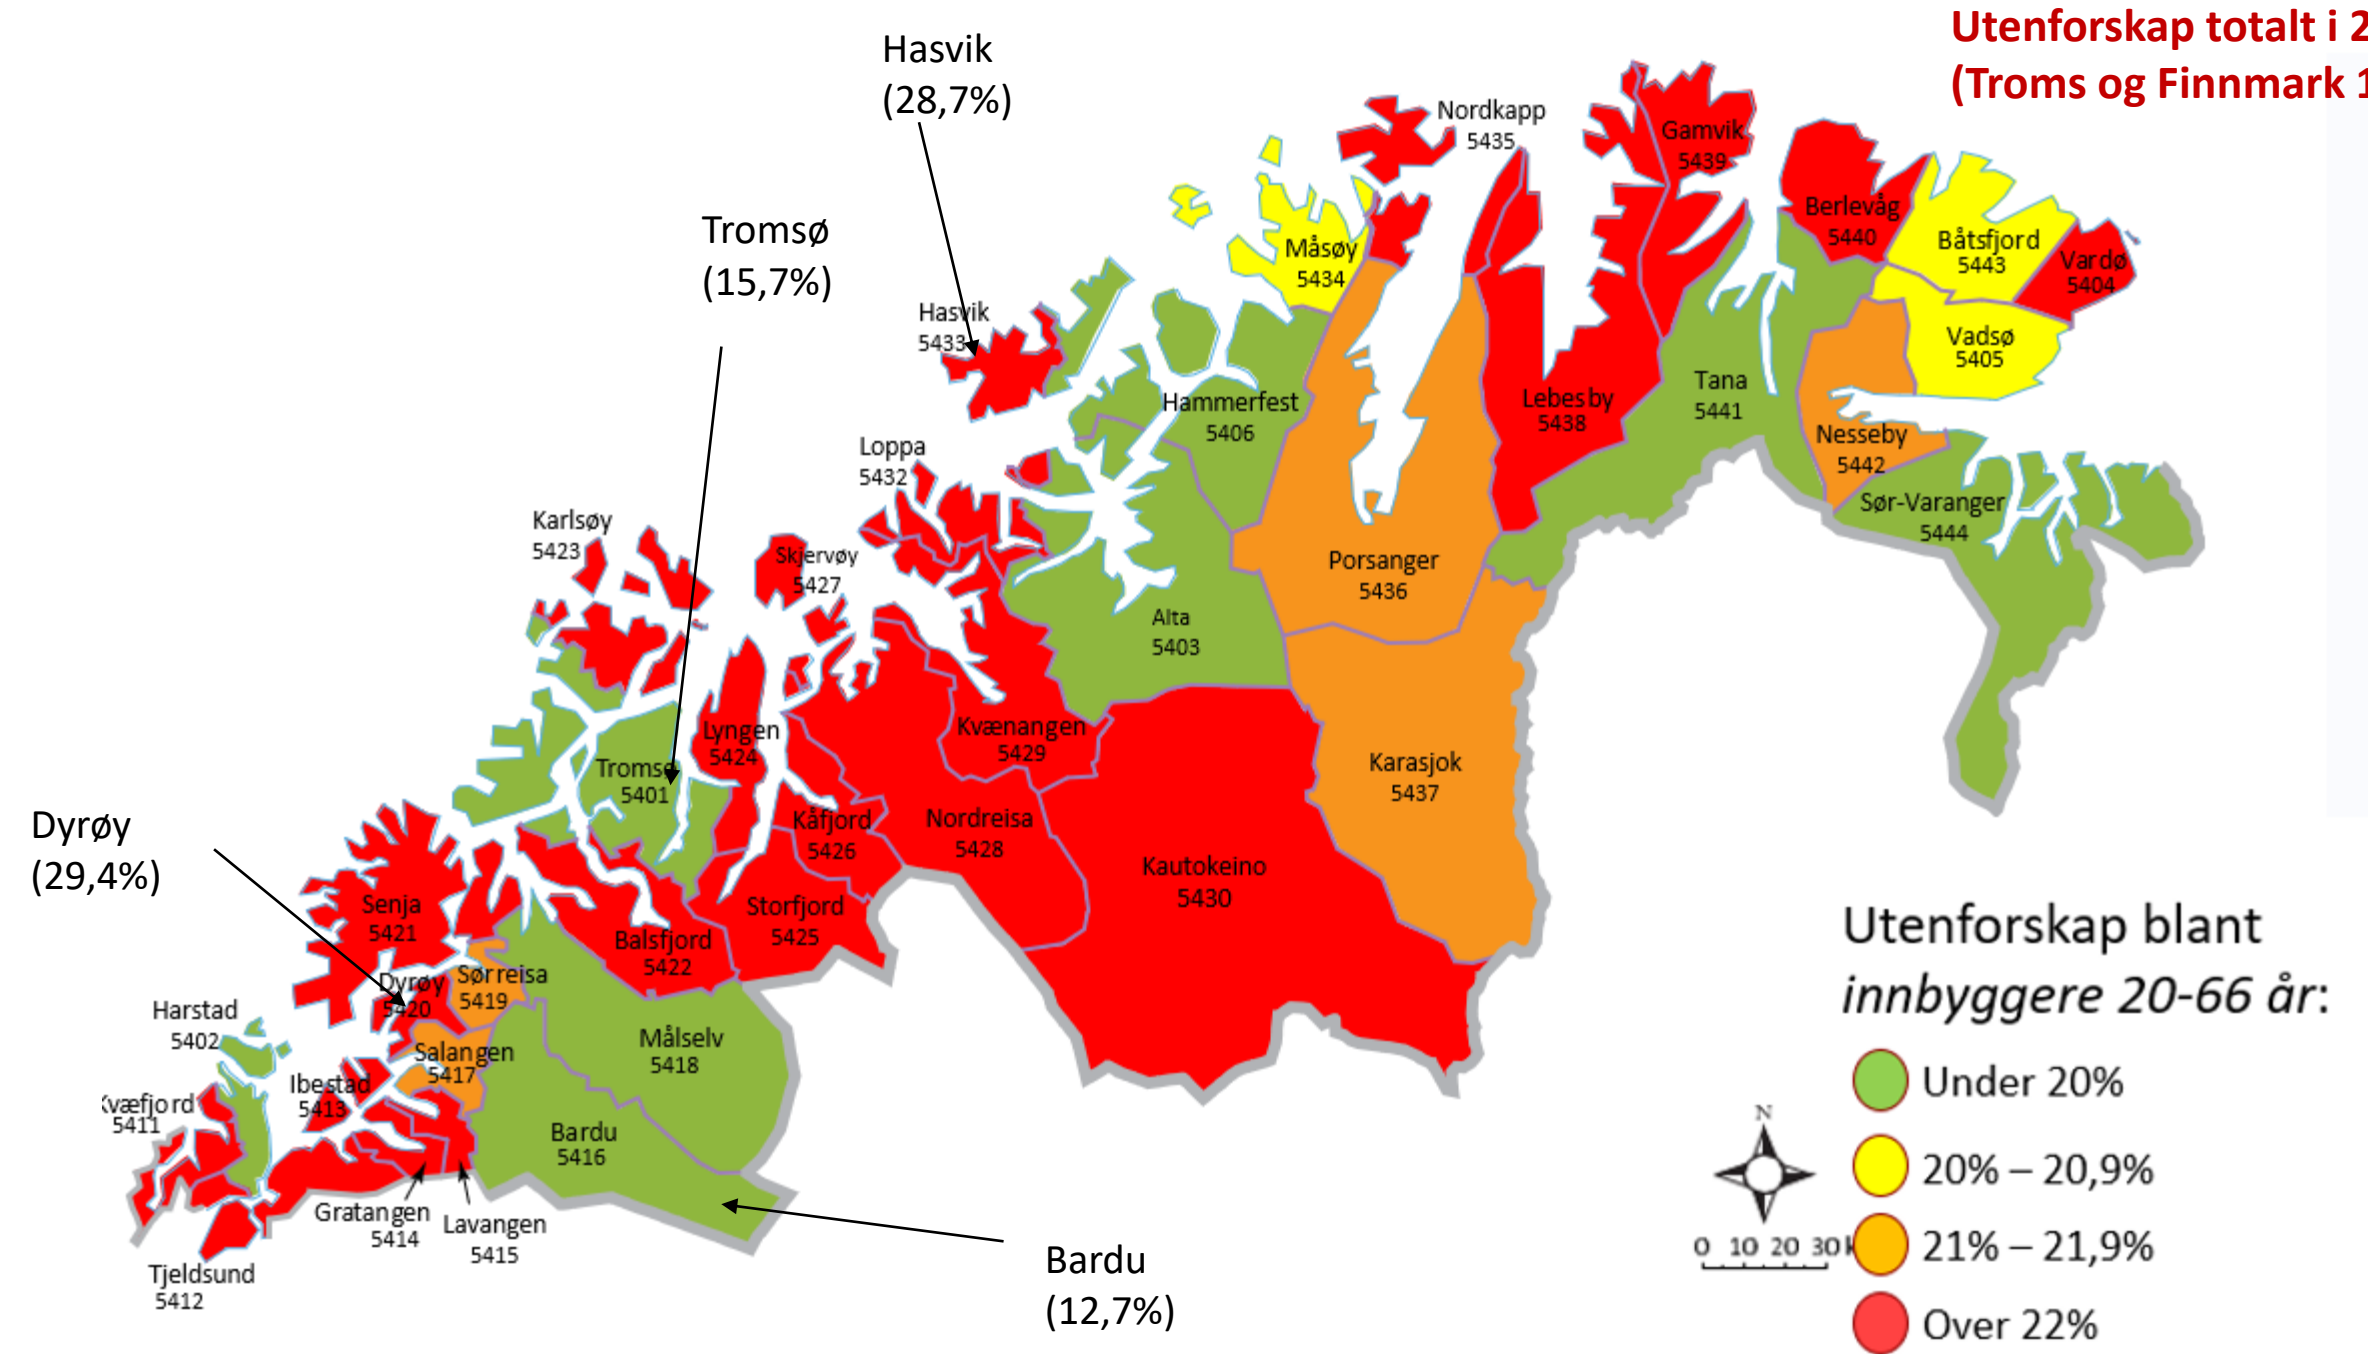 Utenforskap totalt i 2
(Troms og Finnmark 1
Hasvik
(28,7%)
Tromsø
(15,7%)
Dyrøy
(29,4%)
Bardu
(12,7%)
Nordkapp
5435
Gamvik
5439
Berlevåg
5440
Båtsfjord
5443
Vardø
5404
Måsøy
5434
Vadsø
5405
Hasvik
5433
Hammerfest
5406
Lebesby
5438
Tana
5441
Nesseby
5442
Sør-Varanger
5444
Loppa
5432
Karlsøy
5423
Skjervøy
5427
Porsanger
5436
Alta
5403
Lyngen
5424
Kvænangen
5429
Tromsø
5401
Karasjok
5437
Kåfjord
5426
Nordreisa
5428
Kautokeino
5430
Senja
5421
Storfjord
5425
Balsfjord
5422
Dyrøy
5420
Sørreisa
5419
Harstad
5402
Målselv
5418
Salangen
5417
Ibestad
5413
Kvæfjord
5411
Bardu
5416
Gratangen
5414
Lavangen
5415
Tjeldsund
5412
Utenforskap blant
innbyggere 20-66 år:
Under 20%
20% – 20,9%
21% – 21,9%
Over 22%
N
0 10 20 30 k